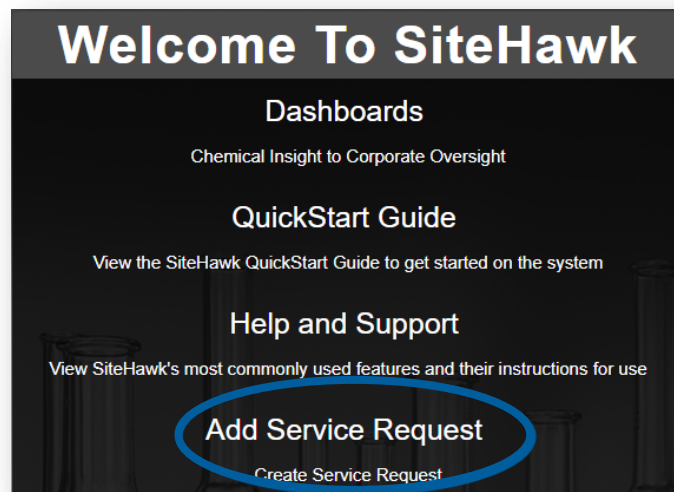 Welcome To SiteHawk
Dashboards
Chemical Insight to Corporate Oversight
QuickStart Guide
View the SiteHawk QuickStart Guide to get started on the system
Help and Support
View SiteHawk's most commonly used features and their instructions for use
Add Service Request
Create Service Request